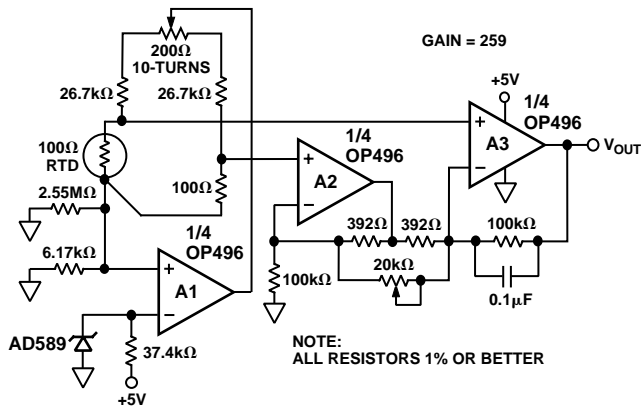 GAIN = 259
200Ω
10-TURNS
26.7kΩ
26.7kΩ
+5V
1/4
OP496
+
A3
−
VOUT
100Ω
RTD
1/4
OP496
+
A2
−
100Ω
2.55MΩ
392Ω
392Ω
100kΩ
6.17kΩ
1/4
OP496
+
A1
−
100kΩ
20kΩ
0.1μF
AD589
37.4kΩ
+5V
NOTE:
ALL RESISTORS 1% OR BETTER